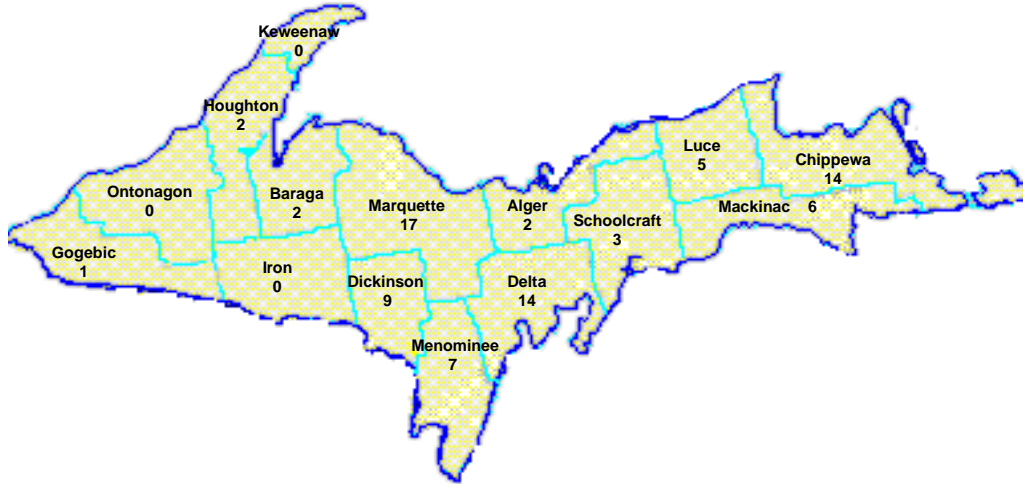 Keweenaw
0
Houghton
2
Luce
5
Chippewa
14
Ontonagon
0
Baraga
2
Marquette
17
Alger
2
Mackinac 6
Schoolcraft
3
Gogebic
1
Iron
0
Dickinson
9
Delta
14
Menominee
7